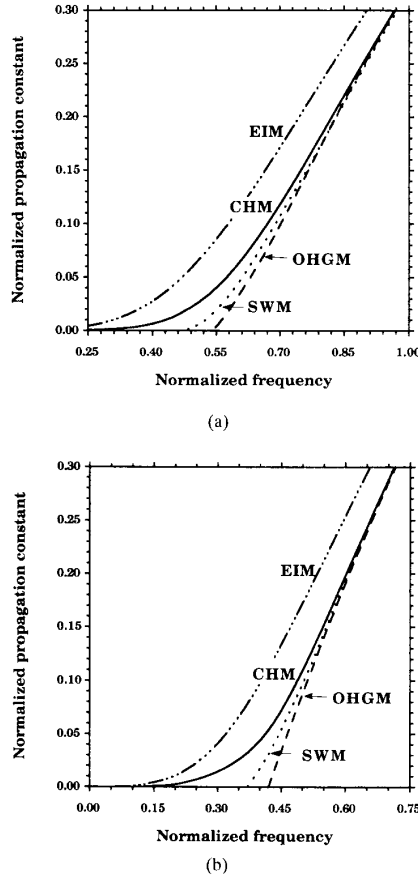 0.30
0.25
0.20
0.15
0.10
0.05
0.00
Normalized propagation constant
EIM
CHM
OHGM
SWM
0.25 0.40 0.55 0.70 0.85 1.00
Normalized frequency
(a)
0.30
0.25
0.20
0.15
0.10
0.05
0.00
Normalized propagation constant
EIM
CHM
OHGM
SWM
0.00 0.15 0.30 0.45 0.60 0.75
Normalized frequency
(b)